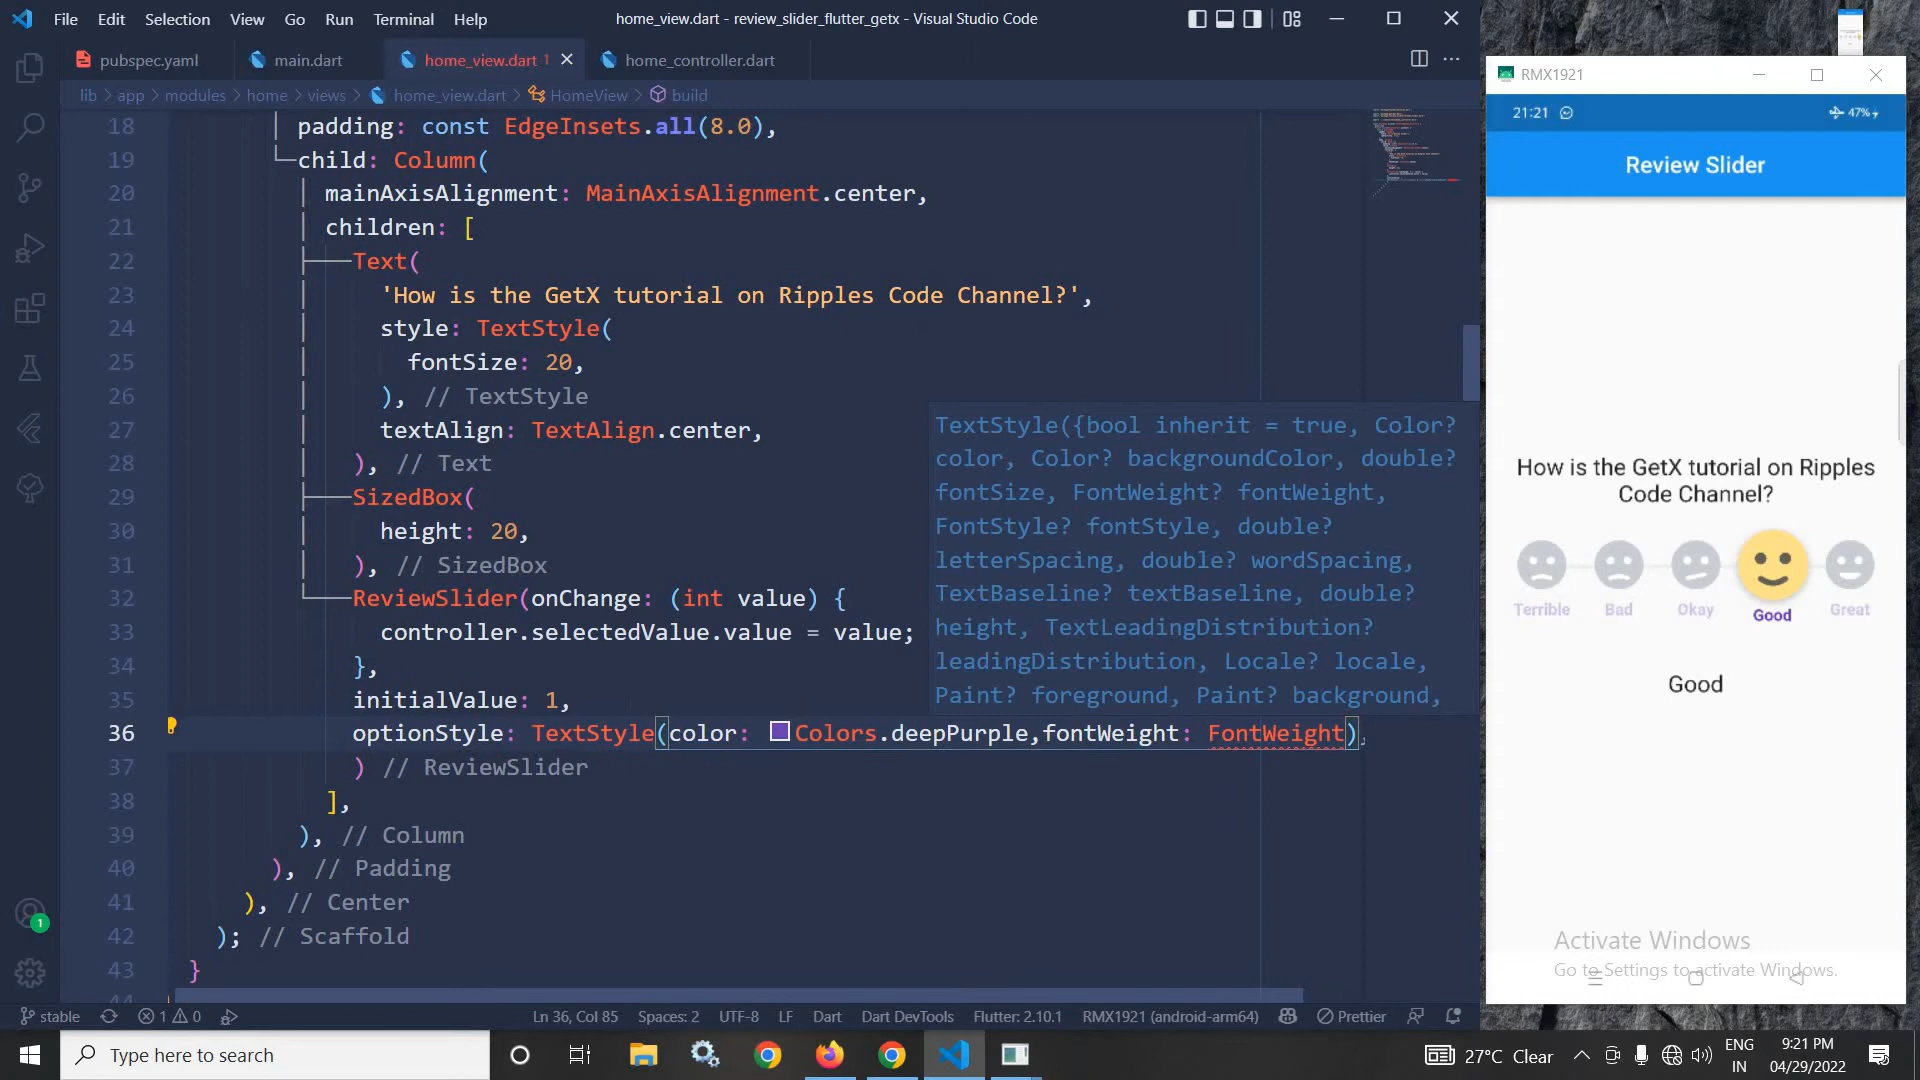 File Edit Selection View Go Run Terminal Help home_view.dart - review_slider_flutter_getx - Visual Studio Code
pubspec.yaml main.dart home_view.dart 1 home_controller.dart
lib > app > modules > home > views > home_view.dart > HomeView > build
18 padding: const EdgeInsets.all(8.0),
19 child: Column(
20 mainAxisAlignment: MainAxisAlignment.center,
21 children: [
22 Text(
23 'How is the GetX tutorial on Ripples Code Channel?',
24 style: TextStyle(
25 fontSize: 20,
26 ), // TextStyle
27 textAlign: TextAlign.center,
28 ), // Text
29 SizedBox(
30 height: 20,
31 ), // SizedBox
32 ReviewSlider(onChange: (int value) {
33 controller.selectedValue.value = value;
34 },
35 initialValue: 1,
36 optionStyle: TextStyle(color: Colors.deepPurple,fontWeight: FontWeight),
37 ) // ReviewSlider
38 ],
39 ), // Column
40 ), // Padding
41 ), // Center
42 ); // Scaffold
43 }
TextStyle({bool inherit = true, Color?
color, Color? backgroundColor, double?
fontSize, FontWeight? fontWeight,
FontStyle? fontStyle, double?
letterSpacing, double? wordSpacing,
TextBaseline? textBaseline, double?
height, TextLeadingDistribution?
leadingDistribution, Locale? locale,
Paint? foreground, Paint? background,
1
stable 1 0 Ln 36, Col 85 Spaces: 2 UTF-8 LF Dart Dart DevTools Flutter: 2.10.1 RMX1921 (android-arm64) Prettier
RMX1921
21:21 47%
Review Slider
How is the GetX tutorial on Ripples
Code Channel?
Terrible Bad Okay Good Great
Good
Activate Windows
Go to Settings to activate Windows.
Type here to search
27°C Clear
ENG
IN
9:21 PM
04/29/2022